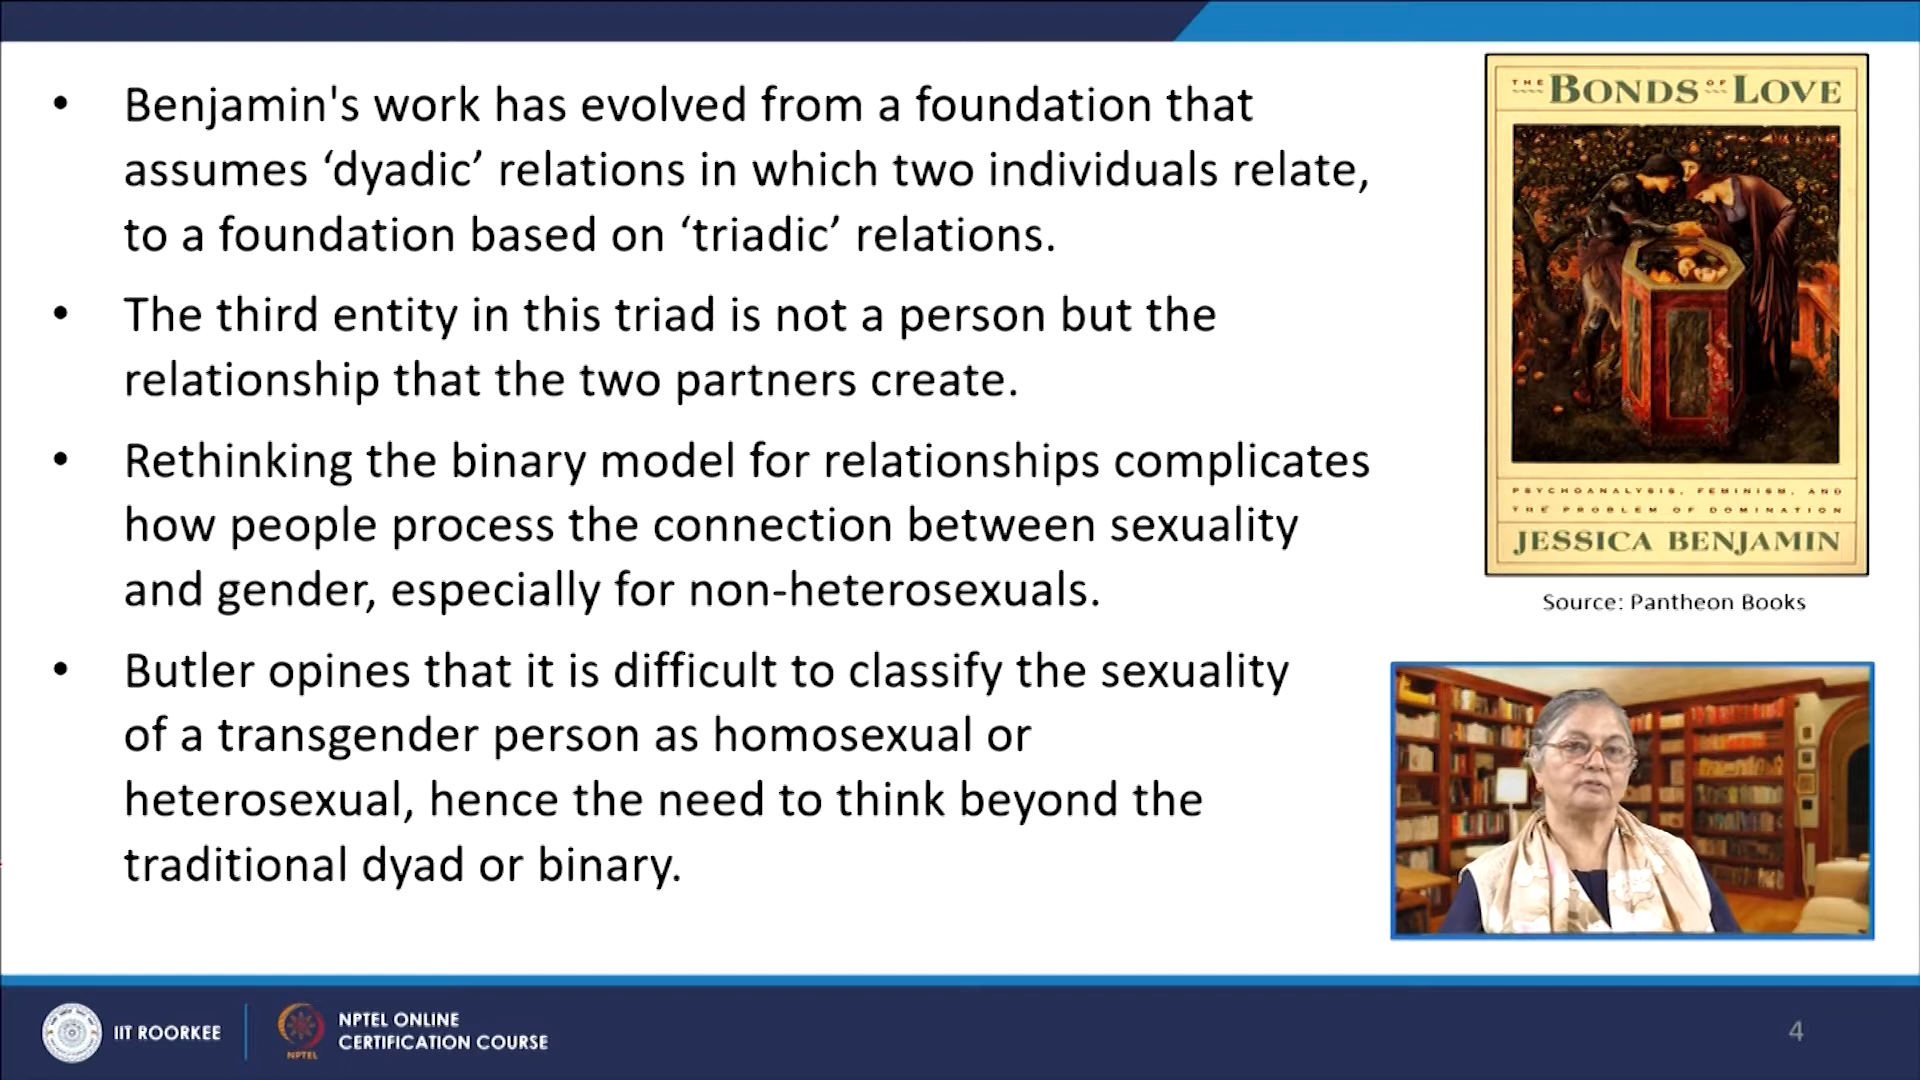 • Benjamin's work has evolved from a foundation that
assumes ‘dyadic’ relations in which two individuals relate,
to a foundation based on ‘triadic’ relations.
• The third entity in this triad is not a person but the
relationship that the two partners create.
• Rethinking the binary model for relationships complicates
how people process the connection between sexuality
and gender, especially for non-heterosexuals.
• Butler opines that it is difficult to classify the sexuality
of a transgender person as homosexual or
heterosexual, hence the need to think beyond the
traditional dyad or binary.
THE BONDS OF LOVE
PSYCHOANALYSIS, FEMINISM, AND
THE PROBLEM OF DOMINATION
JESSICA BENJAMIN
Source: Pantheon Books
IIT ROORKEE
NPTEL
NPTEL ONLINE
CERTIFICATION COURSE
4